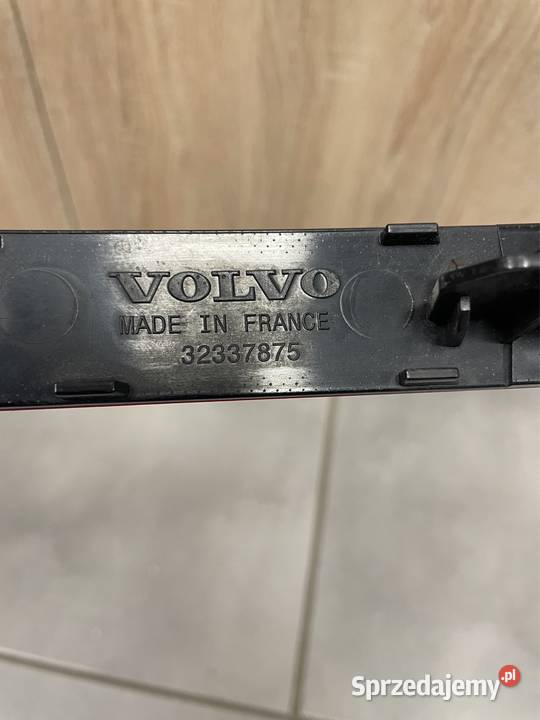 VOLVO
MADE IN FRANCE
32337875
Sprzedajemy.pl